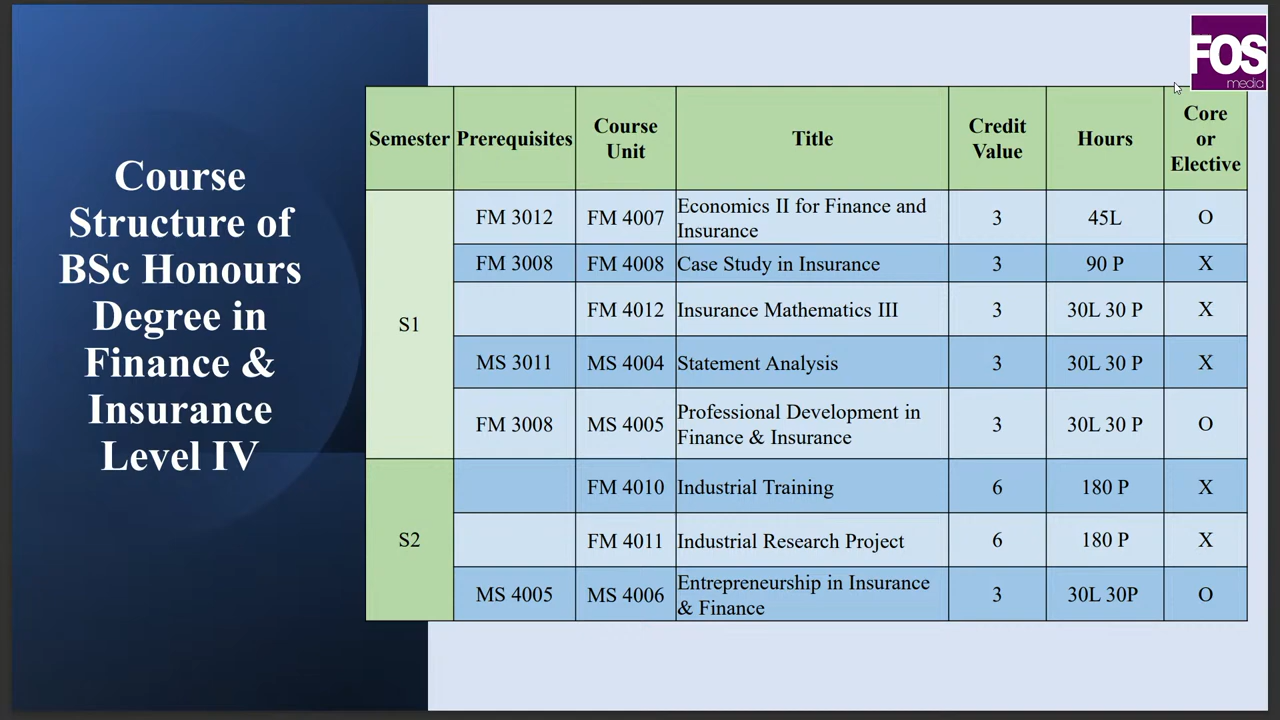 FOS
media
Course
Structure of
BSc Honours
Degree in
Finance &
Insurance
Level IV
Semester Prerequisites Course Unit Title Credit Value Hours Core or Elective
S1
FM 3012 FM 4007 Economics II for Finance and Insurance 3 45L O
FM 3008 FM 4008 Case Study in Insurance 3 90 P X
FM 4012 Insurance Mathematics III 3 30L 30 P X
MS 3011 MS 4004 Statement Analysis 3 30L 30 P X
FM 3008 MS 4005 Professional Development in Finance & Insurance 3 30L 30 P O
S2
FM 4010 Industrial Training 6 180 P X
FM 4011 Industrial Research Project 6 180 P X
MS 4005 MS 4006 Entrepreneurship in Insurance & Finance 3 30L 30P O